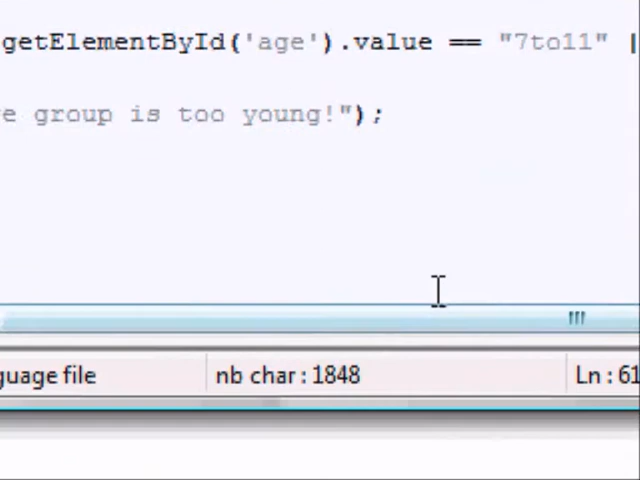 getElementById('age').value == "7to11" |
e group is too young!");
guage file nb char : 1848 Ln : 61